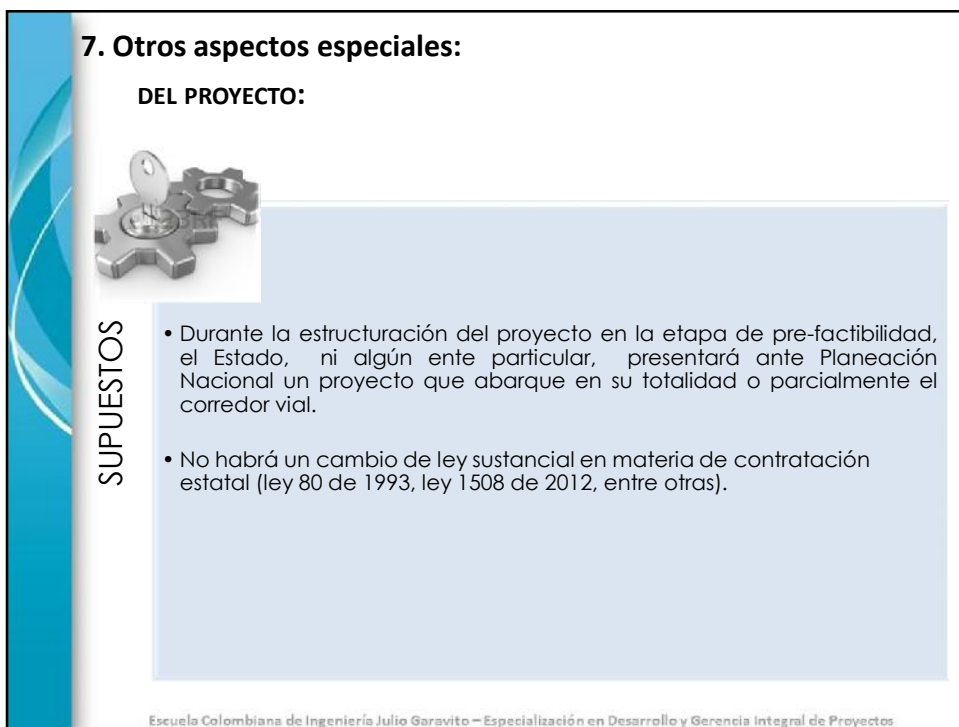 7. Otros aspectos especiales:
DEL PROYECTO:
SUPUESTOS
• Durante la estructuración del proyecto en la etapa de pre-factibilidad,
el Estado, ni algún ente particular, presentará ante Planeación
Nacional un proyecto que abarque en su totalidad o parcialmente el
corredor vial.
• No habrá un cambio de ley sustancial en materia de contratación
estatal (ley 80 de 1993, ley 1508 de 2012, entre otras).
Escuela Colombiana de Ingeniería Julio Garavito – Especialización en Desarrollo y Gerencia Integral de Proyectos